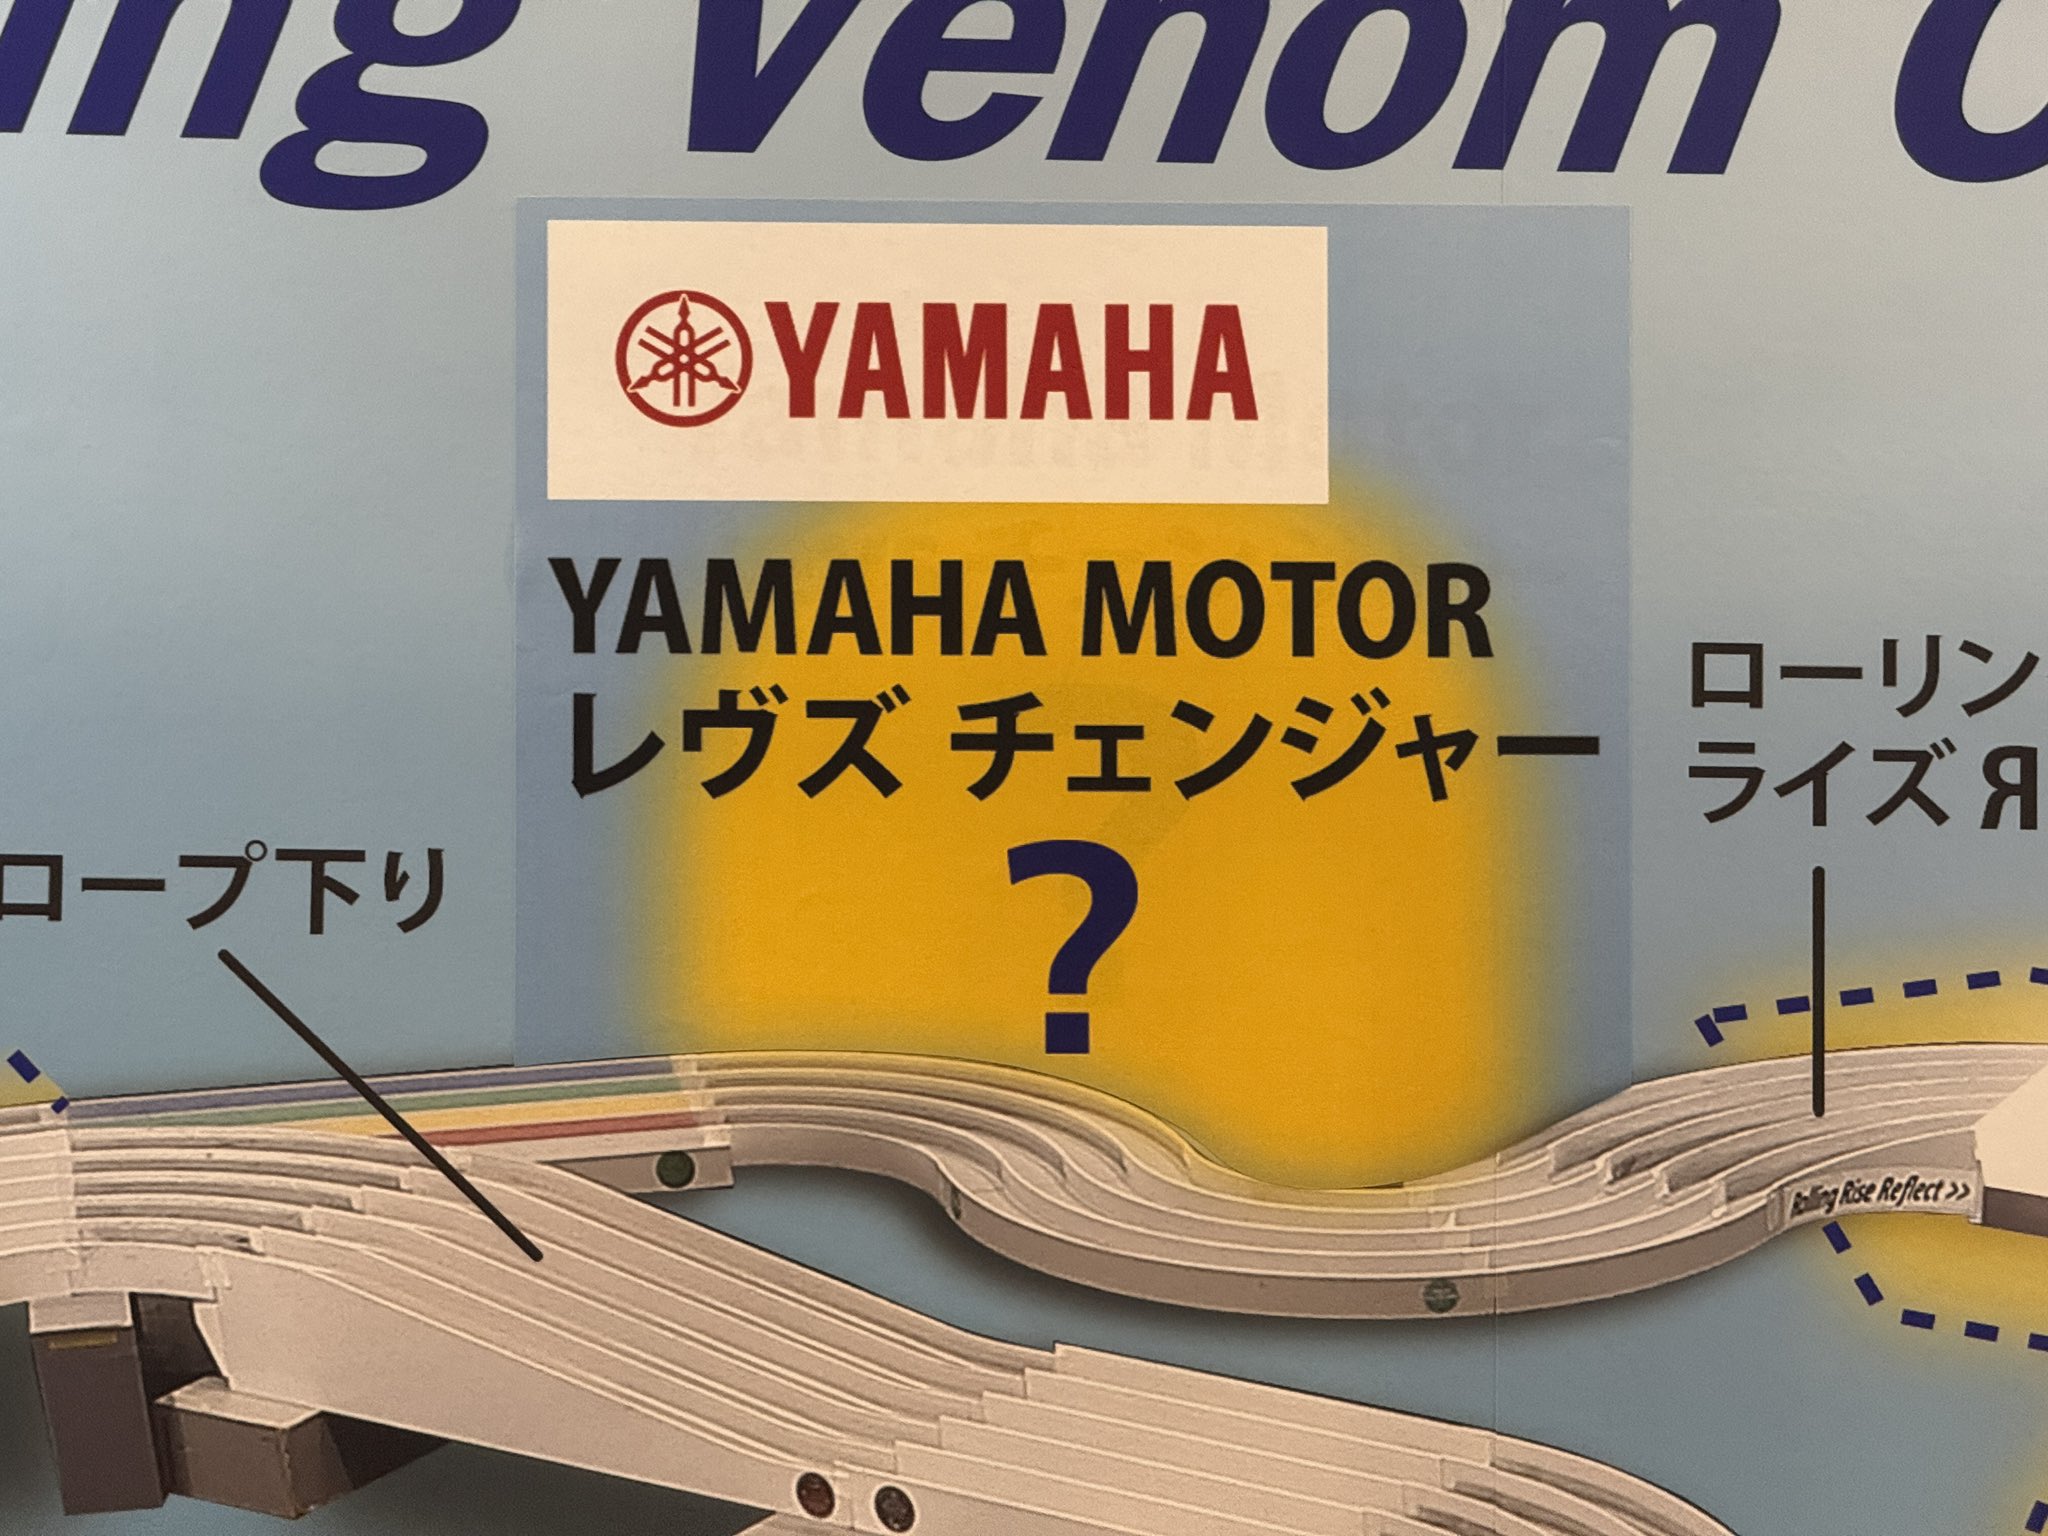 ing Venom C
YAMAHA
YAMAHA MOTOR
レヴズ チェンジャー
?
ロープ下り
ローリン
ライズ Я
Rolling Rise Reflect >>